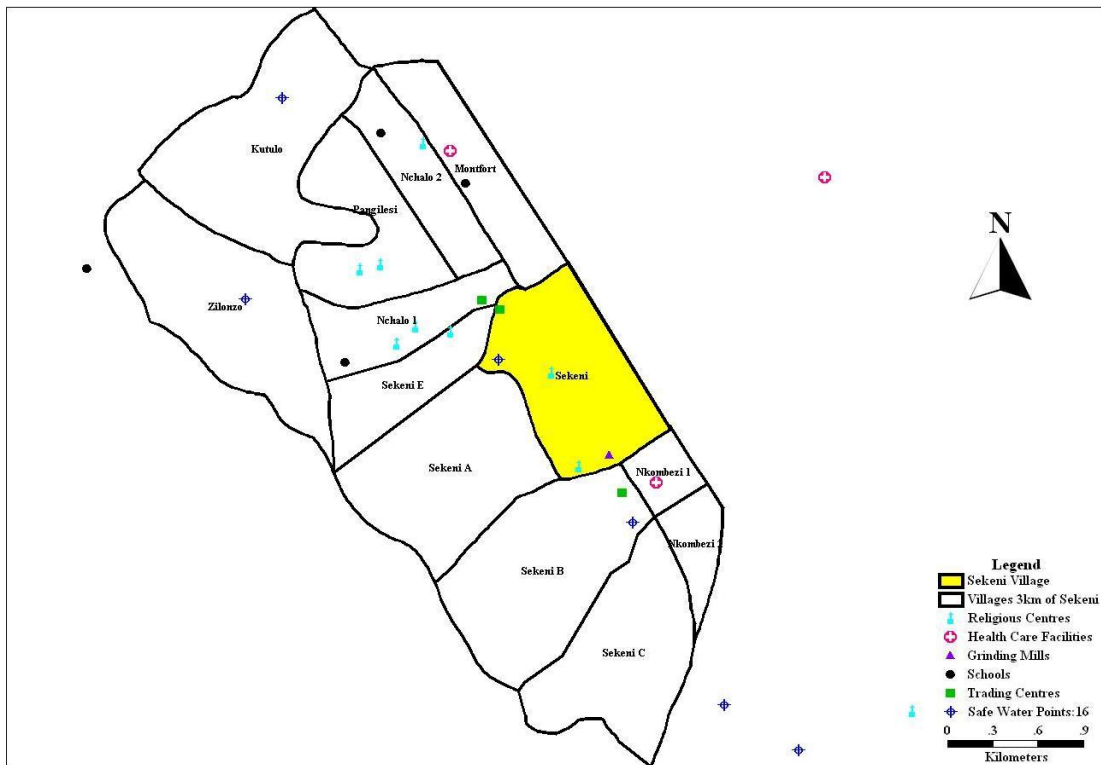 Kutulo
Montfort
Nchalo 2
Pangilesi
N
Zilonzo
Nchalo 1
Sekeni
Sekeni E
Sekeni A
Nkombezi 1
Nkombezi 2
Sekeni B
Sekeni C
Legend
Sekeni Village
Villages 3km of Sekeni
Religious Centres
Health Care Facilities
Grinding Mills
Schools
Trading Centres
Safe Water Points:16
0 .3 .6 .9
Kilometers